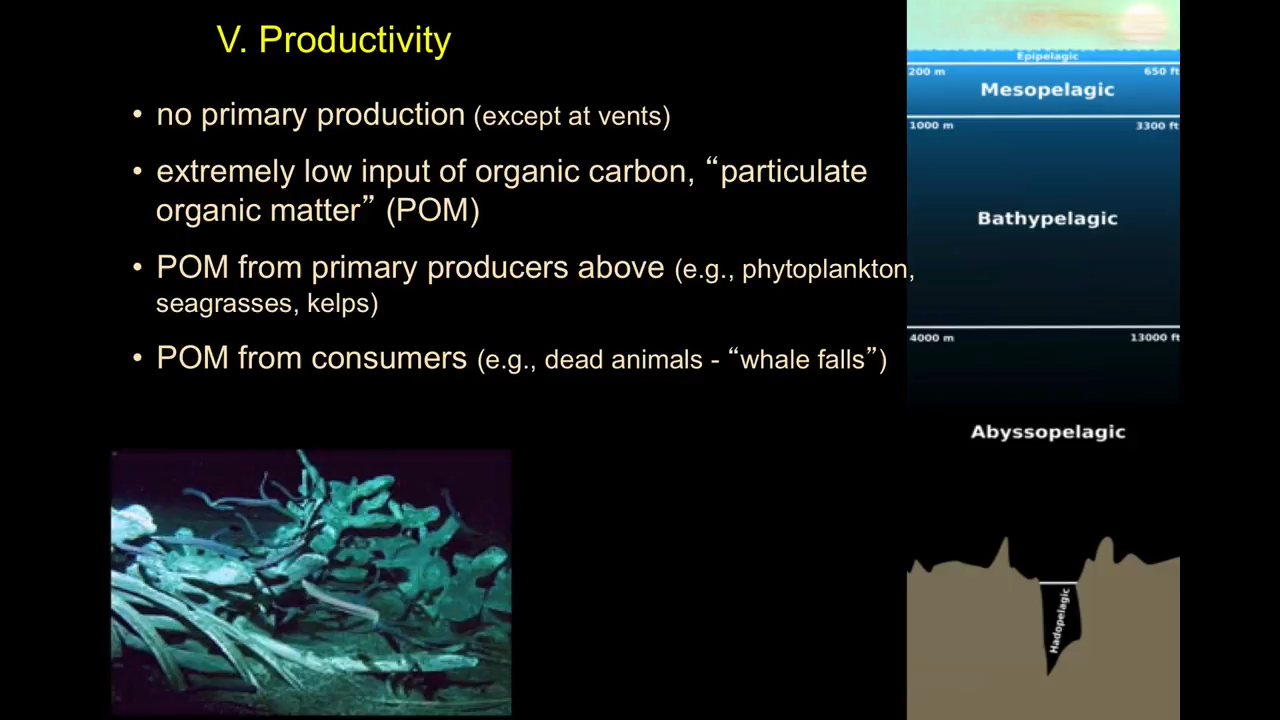 V. Productivity
• no primary production (except at vents)
• extremely low input of organic carbon, “particulate
organic matter” (POM)
• POM from primary producers above (e.g., phytoplankton,
seagrasses, kelps)
• POM from consumers (e.g., dead animals - “whale falls”)
Epipelagic
200 m 650 ft
Mesopelagic
1000 m 3300 ft
Bathypelagic
4000 m 13000 ft
Abyssopelagic
Hadopelagic